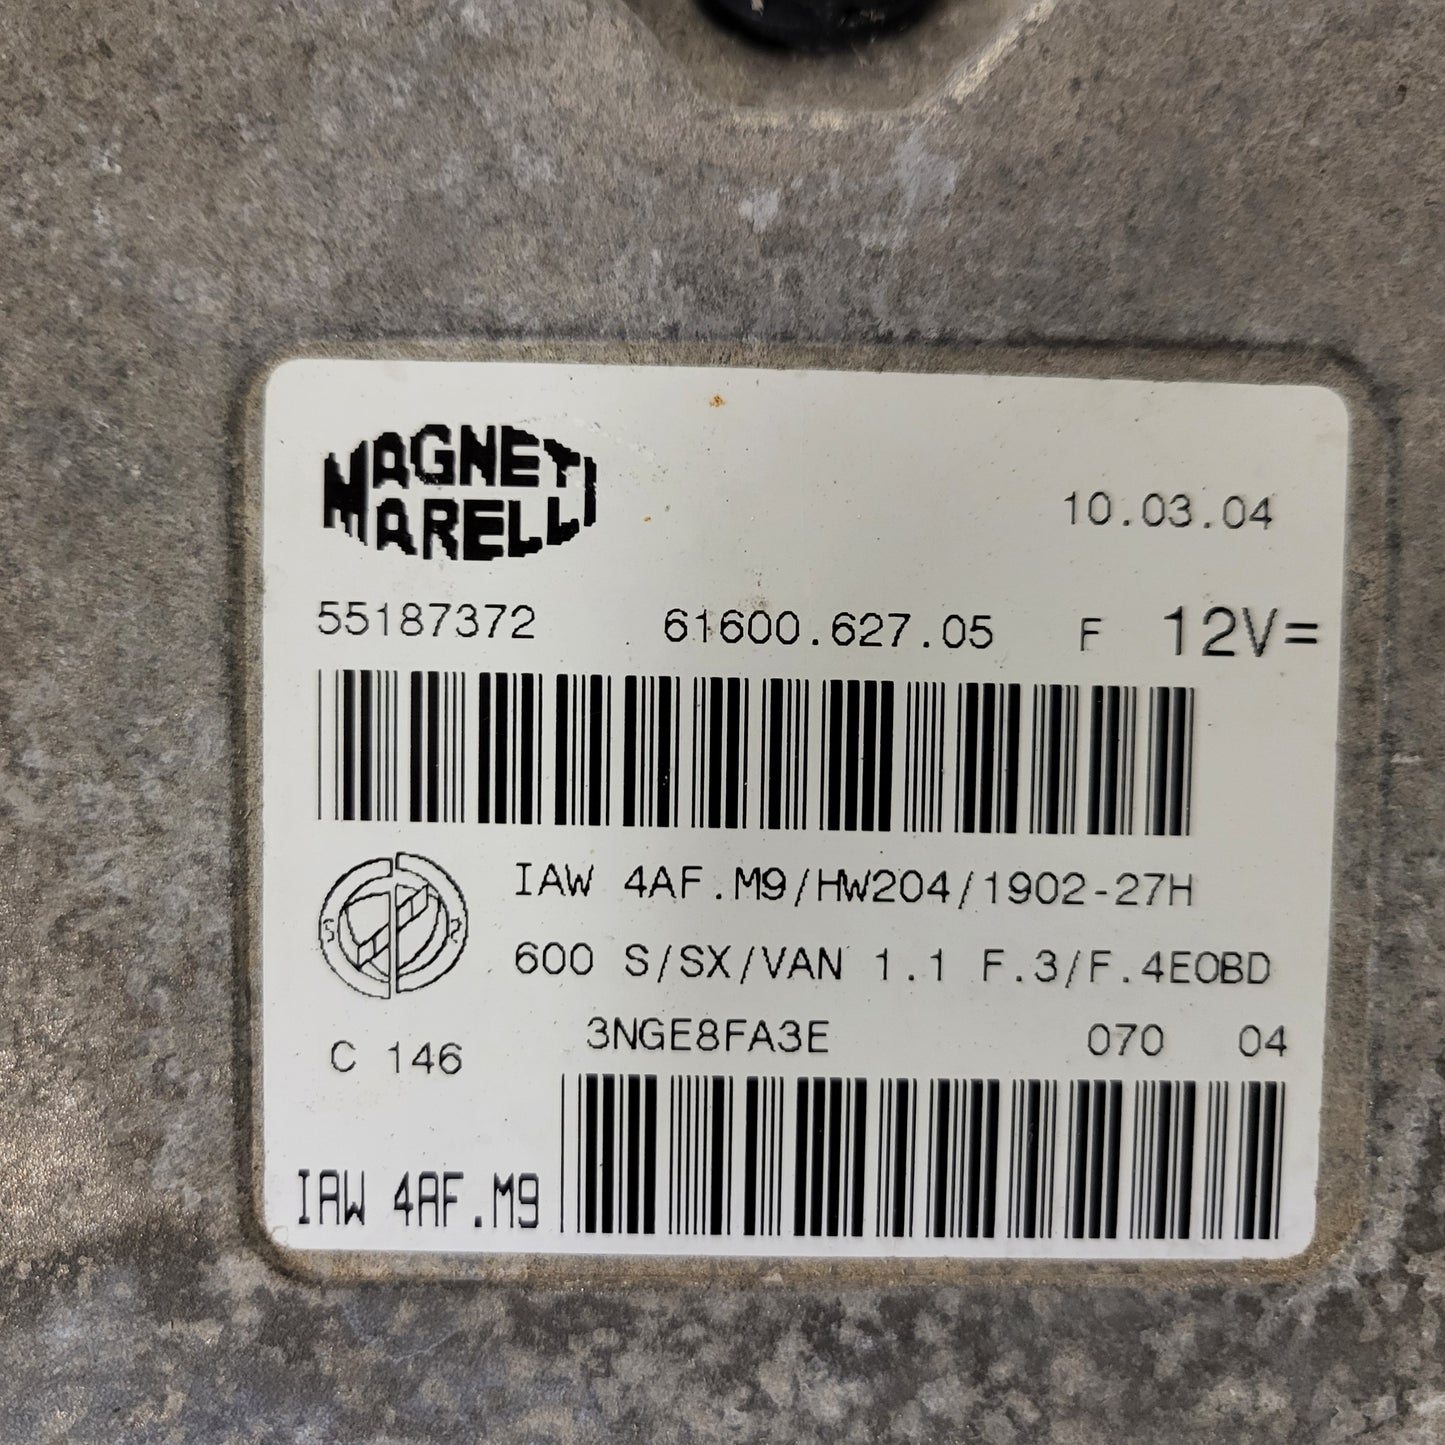 MAGNETI
MARELLI
10.03.04
55187372 61600.627.05 F 12V=
IAW 4AF.M9/HW204/1902-27H
600 S/SX/VAN 1.1 F.3/F.4EOBD
3NGE8FA3E 070 04
C 146
IAW 4AF.M9